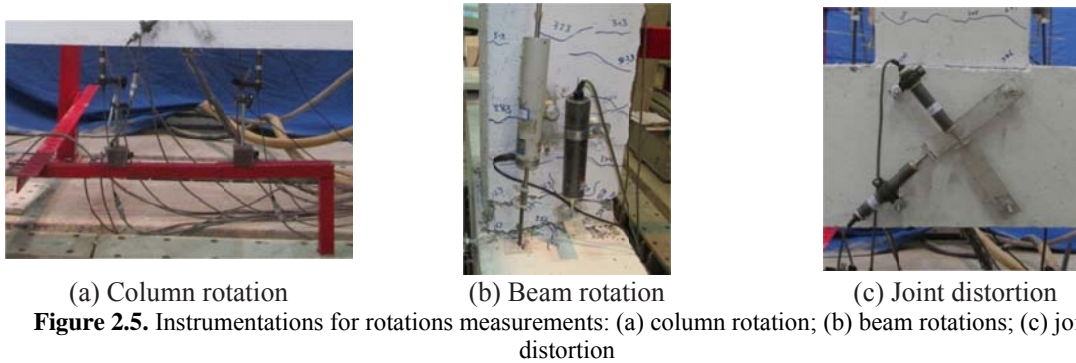 (a) Column rotation
(b) Beam rotation
(c) Joint distortion
Figure 2.5. Instrumentations for rotations measurements: (a) column rotation; (b) beam rotations; (c) joi
distortion